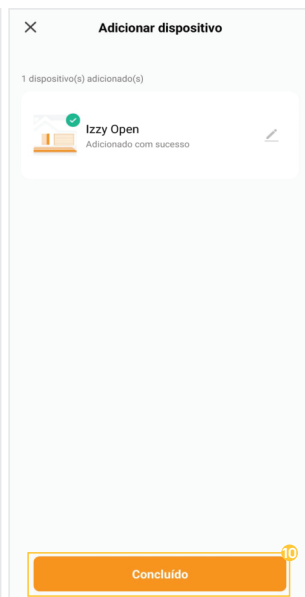 Adicionar dispositivo
1 dispositivo(s) adicionado(s)
Izzy Open
Adicionado com sucesso
10
Concluído